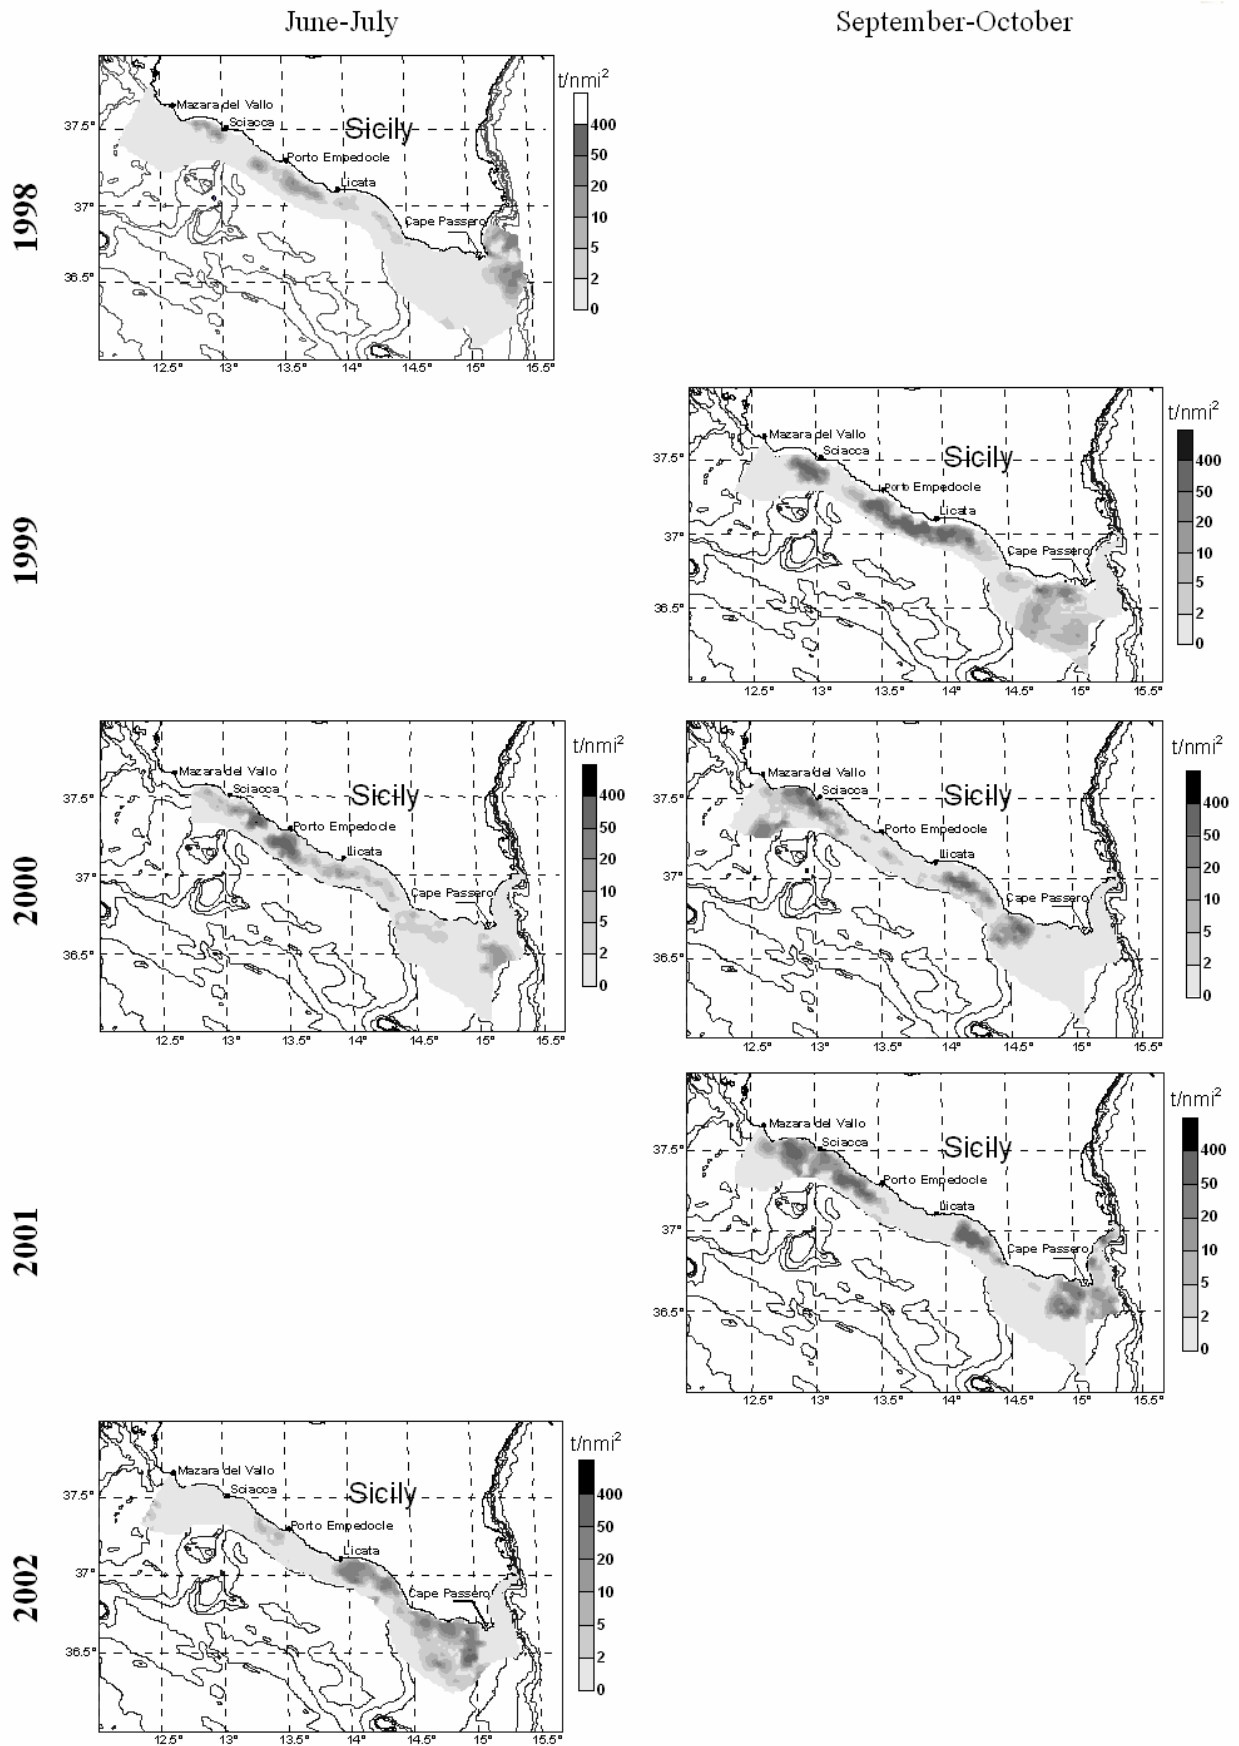 June-July
September-October
1998
t/nmi²
400
50
20
10
5
2
0
Mazara del Vallo
Sciacca
Sicily
Porto Empedocle
Licata
Cape Passero
37.5°
37°
36.5°
12.5° 13° 13.5° 14° 14.5° 15° 15.5°
1999
t/nmi²
400
50
20
10
5
2
0
Mazara del Vallo
Sciacca
Sicily
Porto Empedocle
Licata
Cape Passero
37.5°
37°
36.5°
12.5° 13° 13.5° 14° 14.5° 15° 15.5°
2000
t/nmi²
400
50
20
10
5
2
0
Mazara del Vallo
Sciacca
Sicily
Porto Empedocle
Licata
Cape Passero
37.5°
37°
36.5°
12.5° 13° 13.5° 14° 14.5° 15° 15.5°
t/nmi²
400
50
20
10
5
2
0
Mazara del Vallo
Sciacca
Sicily
Porto Empedocle
Licata
Cape Passero
37.5°
37°
36.5°
12.5° 13° 13.5° 14° 14.5° 15° 15.5°
2001
t/nmi²
400
50
20
10
5
2
0
Mazara del Vallo
Sciacca
Sicily
Porto Empedocle
Licata
Cape Passero
37.5°
37°
36.5°
12.5° 13° 13.5° 14° 14.5° 15° 15.5°
2002
t/nmi²
400
50
20
10
5
2
0
Mazara del Vallo
Sciacca
Sicily
Porto Empedocle
Licata
Cape Passero
37.5°
37°
36.5°
12.5° 13° 13.5° 14° 14.5° 15° 15.5°